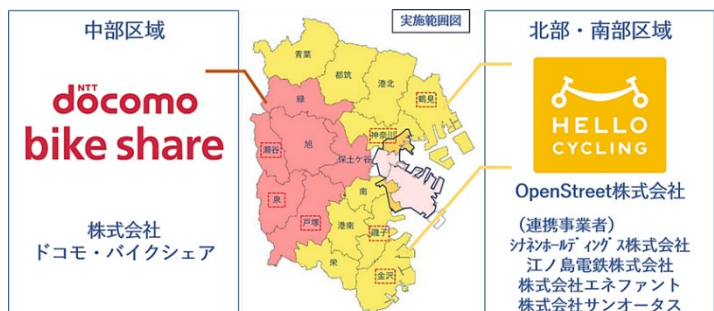 中部区域
NTT
döcomo
bike share
株式会社
ドコモ・バイクシェア
実施範囲図
青葉
都筑
港北
緑
鶴見
神奈川
瀬谷
旭
保土ケ谷
泉
南
戸塚
港南
磯子
栄
金沢
北部・南部区域
HELLO
CYCLING
OpenStreet株式会社
(連携事業者)
シナネンホールディングス株式会社
江ノ島電鉄株式会社
株式会社エネファント
株式会社サンオータス